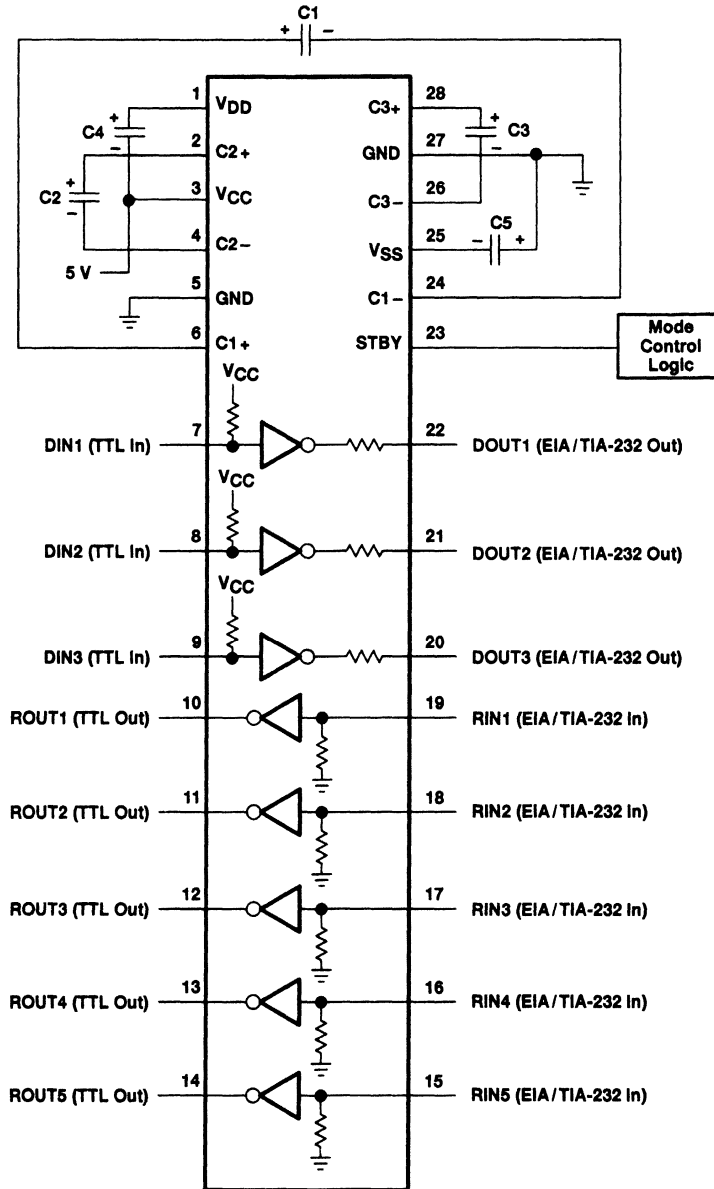 C1
+ −
1 VDD C3+ 28
+ C4 −
+ C3 −
2 C2+ GND 27
+ C2 −
3 VCC C3− 26
4 C2− VSS 25
− C5 +
5 V
5 GND C1− 24
6 C1+ STBY 23
Mode
Control
Logic
VCC
DIN1 (TTL In) 7 22 DOUT1 (EIA/TIA-232 Out)
VCC
DIN2 (TTL In) 8 21 DOUT2 (EIA/TIA-232 Out)
VCC
DIN3 (TTL In) 9 20 DOUT3 (EIA/TIA-232 Out)
ROUT1 (TTL Out) 10 19 RIN1 (EIA/TIA-232 In)
ROUT2 (TTL Out) 11 18 RIN2 (EIA/TIA-232 In)
ROUT3 (TTL Out) 12 17 RIN3 (EIA/TIA-232 In)
ROUT4 (TTL Out) 13 16 RIN4 (EIA/TIA-232 In)
ROUT5 (TTL Out) 14 15 RIN5 (EIA/TIA-232 In)